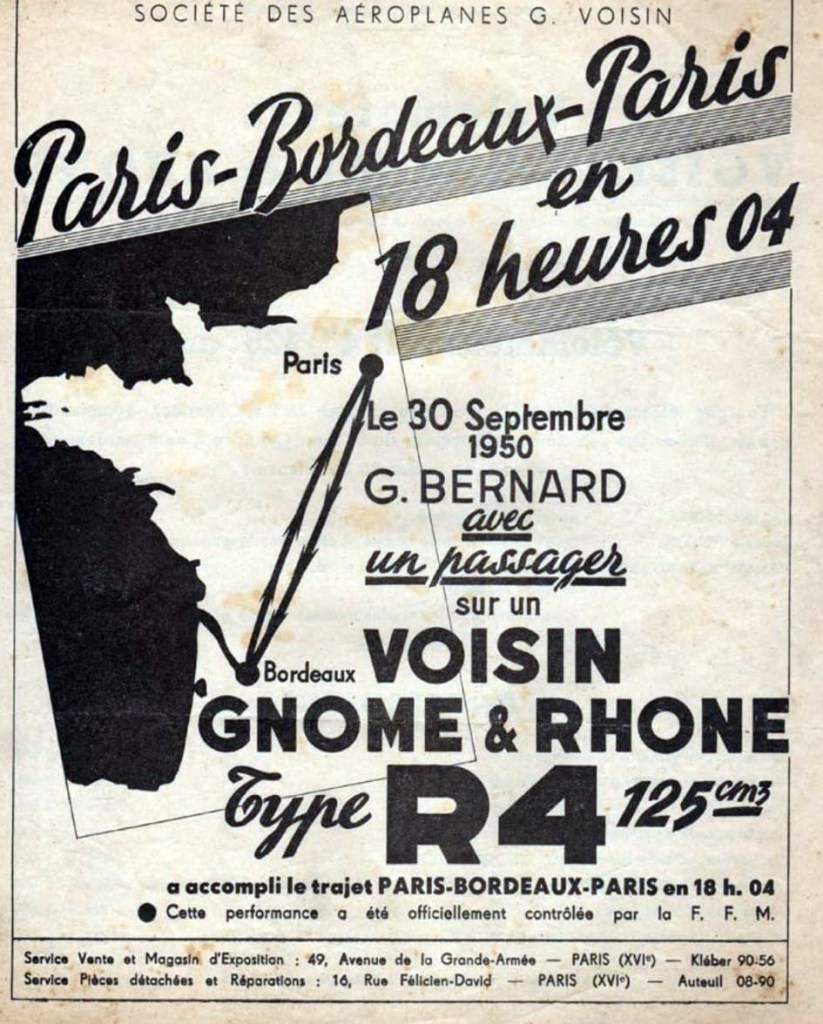 SOCIÉTÉ DES AÉROPLANES G. VOISIN
Paris-Bordeaux-Paris
en
18 heures 04
Paris
Le 30 Septembre
1950
G. BERNARD
avec
un passager
sur un
Bordeaux
VOISIN
GNOME & RHONE
Type R4 125 cm3
a accompli le trajet PARIS-BORDEAUX-PARIS en 18 h. 04
● Cette performance a été officiellement contrôlée par la F. F. M.
Service Vente et Magasin d'Exposition : 49, Avenue de la Grande-Armée — PARIS (XVIe) — Kléber 90-56
Service Pièces détachées et Réparations : 16, Rue Félicien-David — PARIS (XVIe) — Auteuil 08-90